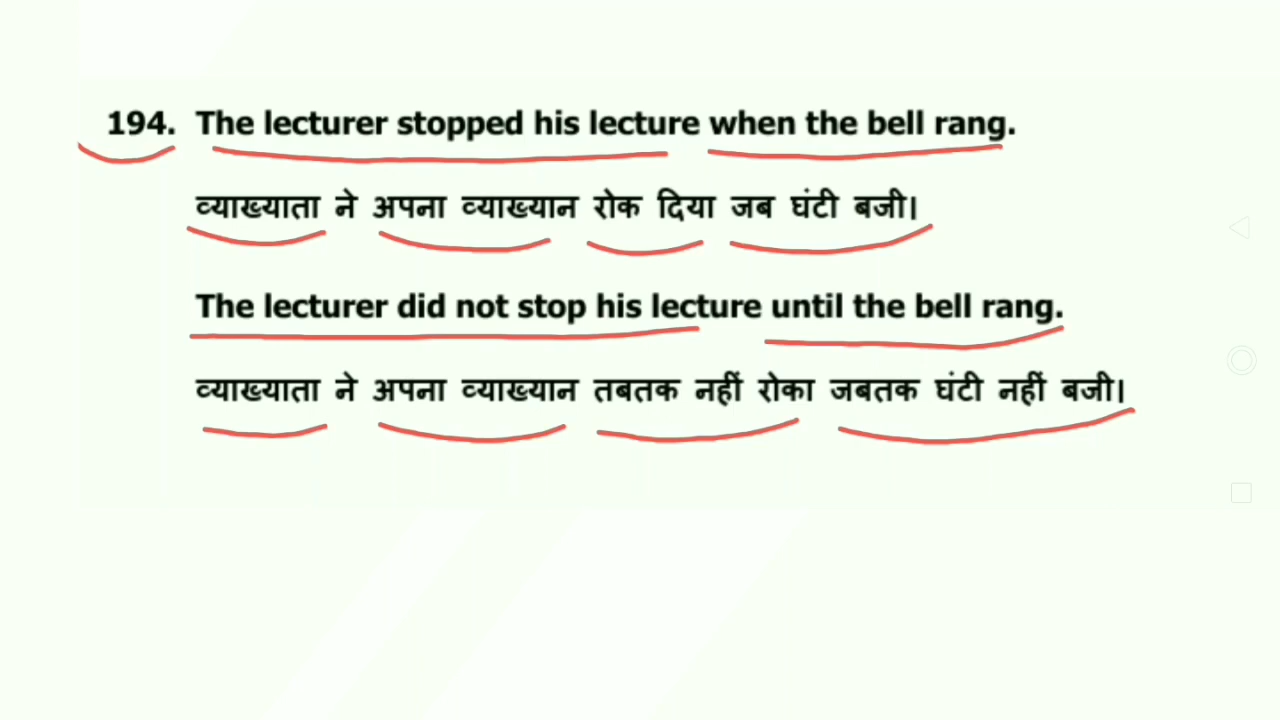 194. The lecturer stopped his lecture when the bell rang.
व्याख्याता ने अपना व्याख्यान रोक दिया जब घंटी बजी।
The lecturer did not stop his lecture until the bell rang.
व्याख्याता ने अपना व्याख्यान तबतक नहीं रोका जबतक घंटी नहीं बजी।